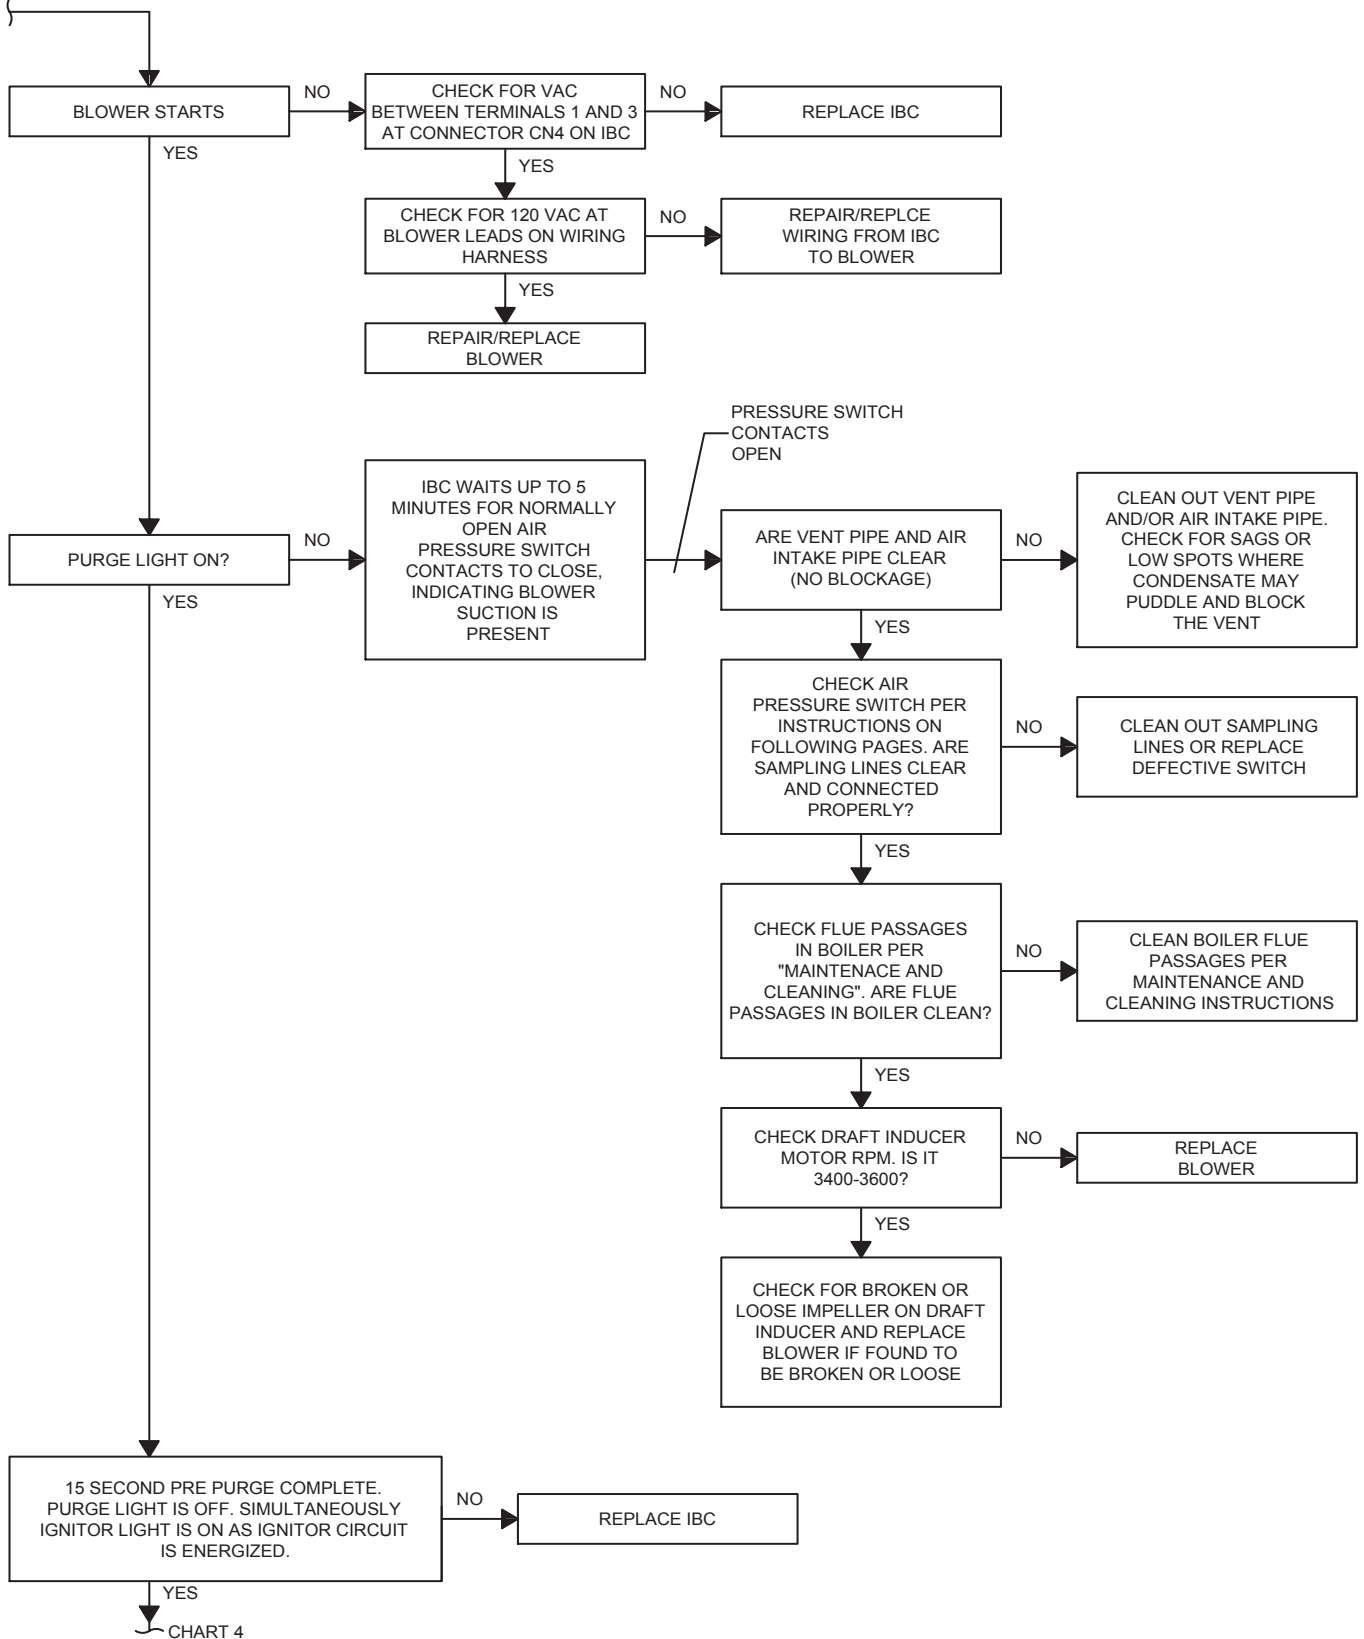 BLOWER STARTS
NO
CHECK FOR VAC
BETWEEN TERMINALS 1 AND 3
AT CONNECTOR CN4 ON IBC
NO
REPLACE IBC
YES
YES
CHECK FOR 120 VAC AT
BLOWER LEADS ON WIRING
HARNESS
NO
REPAIR/REPLCE
WIRING FROM IBC
TO BLOWER
YES
REPAIR/REPLACE
BLOWER
PRESSURE SWITCH
CONTACTS
OPEN
PURGE LIGHT ON?
NO
IBC WAITS UP TO 5
MINUTES FOR NORMALLY
OPEN AIR
PRESSURE SWITCH
CONTACTS TO CLOSE,
INDICATING BLOWER
SUCTION IS
PRESENT
ARE VENT PIPE AND AIR
INTAKE PIPE CLEAR
(NO BLOCKAGE)
NO
CLEAN OUT VENT PIPE
AND/OR AIR INTAKE PIPE.
CHECK FOR SAGS OR
LOW SPOTS WHERE
CONDENSATE MAY
PUDDLE AND BLOCK
THE VENT
YES
YES
CHECK AIR
PRESSURE SWITCH PER
INSTRUCTIONS ON
FOLLOWING PAGES. ARE
SAMPLING LINES CLEAR
AND CONNECTED
PROPERLY?
NO
CLEAN OUT SAMPLING
LINES OR REPLACE
DEFECTIVE SWITCH
YES
CHECK FLUE PASSAGES
IN BOILER PER
"MAINTENACE AND
CLEANING". ARE FLUE
PASSAGES IN BOILER CLEAN?
NO
CLEAN BOILER FLUE
PASSAGES PER
MAINTENANCE AND
CLEANING INSTRUCTIONS
YES
CHECK DRAFT INDUCER
MOTOR RPM. IS IT
3400-3600?
NO
REPLACE
BLOWER
YES
CHECK FOR BROKEN OR
LOOSE IMPELLER ON DRAFT
INDUCER AND REPLACE
BLOWER IF FOUND TO
BE BROKEN OR LOOSE
15 SECOND PRE PURGE COMPLETE.
PURGE LIGHT IS OFF. SIMULTANEOUSLY
IGNITOR LIGHT IS ON AS IGNITOR CIRCUIT
IS ENERGIZED.
NO
REPLACE IBC
YES
CHART 4